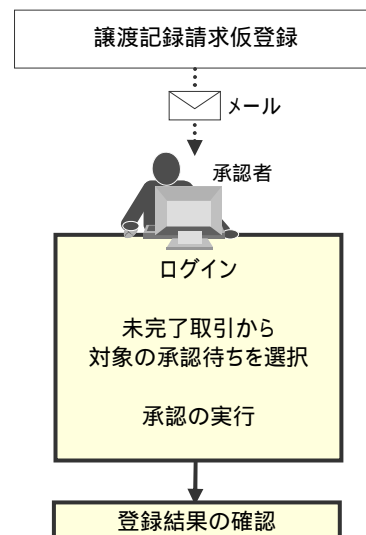 譲渡記録請求仮登録
メール
承認者
ログイン
未完了取引から
対象の承認待ちを選択
承認の実行
登録結果の確認